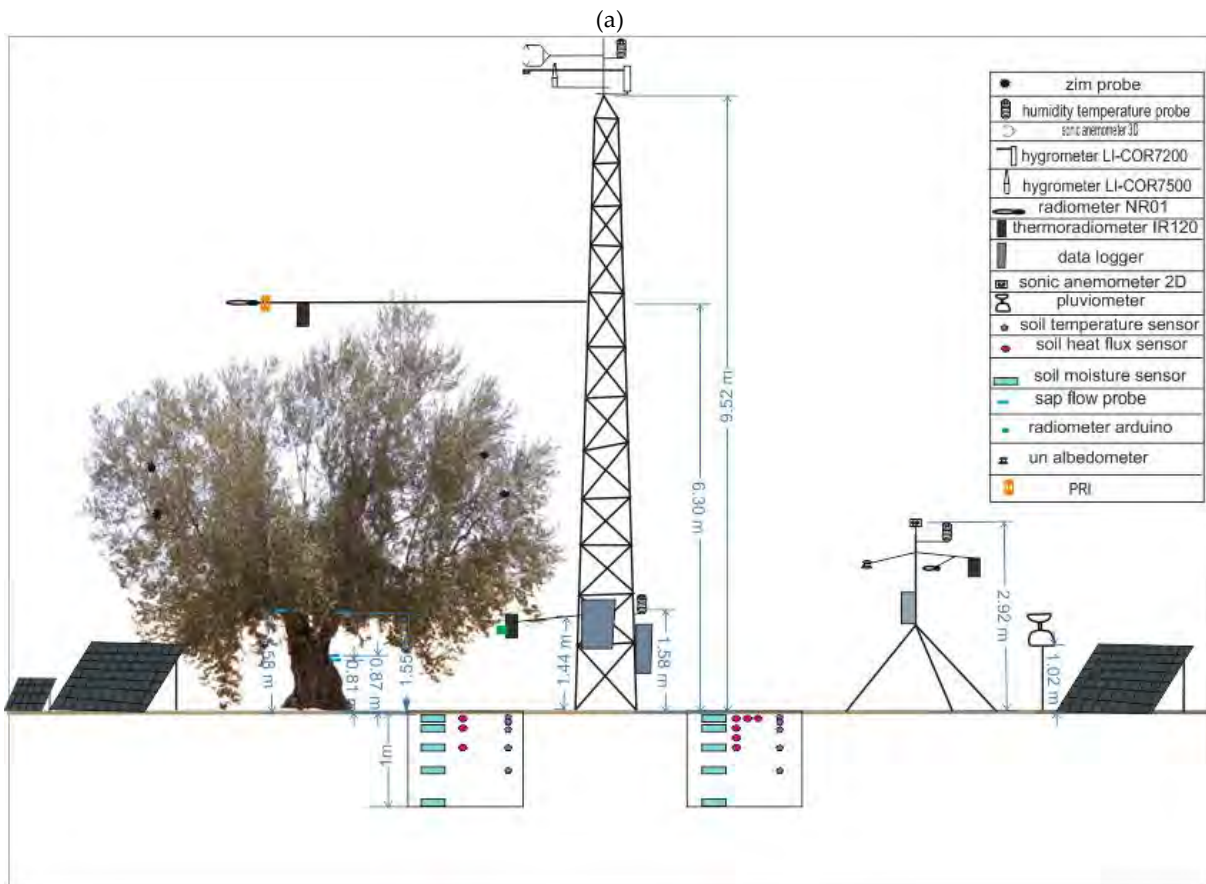 (a)
zim probe
humidity temperature probe
sonic anemometer 3D
hygrometer LI-COR7200
hygrometer LI-COR7500
radiometer NR01
thermoradiometer IR120
data logger
sonic anemometer 2D
pluviometer
soil temperature sensor
soil heat flux sensor
soil moisture sensor
sap flow probe
radiometer arduino
un albedometer
PRI
9.52 m
6.30 m
.58 m
0.81 m
0.87 m
1.55
1.44 m
1.58 m
2.92 m
1.02 m
1m